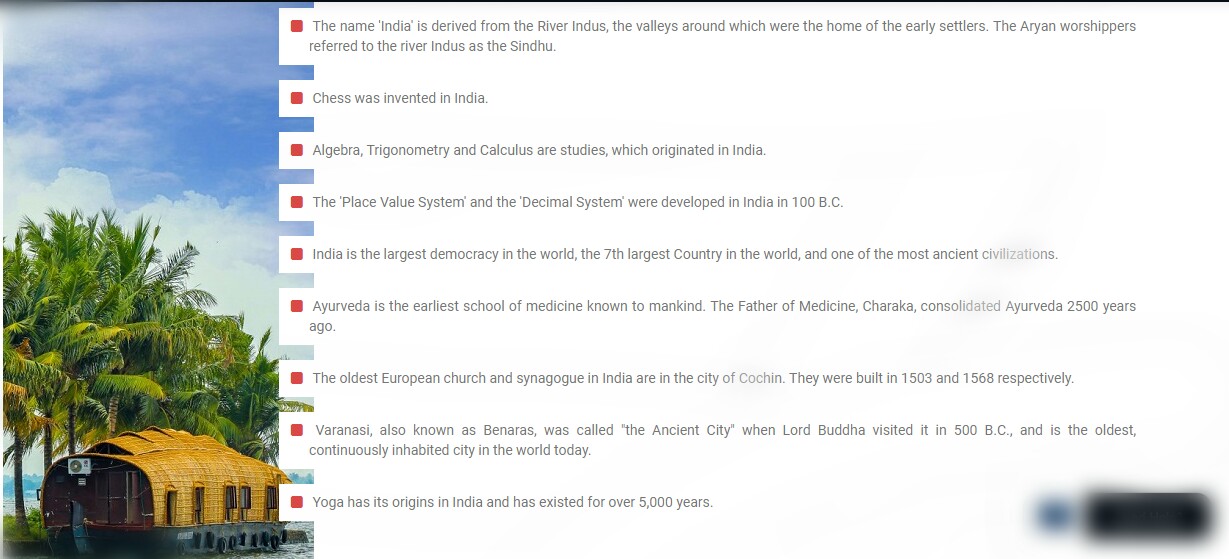 The name 'India' is derived from the River Indus, the valleys around which were the home of the early settlers. The Aryan worshippers
referred to the river Indus as the Sindhu.
Chess was invented in India.
Algebra, Trigonometry and Calculus are studies, which originated in India.
The 'Place Value System' and the 'Decimal System' were developed in India in 100 B.C.
India is the largest democracy in the world, the 7th largest Country in the world, and one of the most ancient civilizations.
Ayurveda is the earliest school of medicine known to mankind. The Father of Medicine, Charaka, consolidated Ayurveda 2500 years
ago.
The oldest European church and synagogue in India are in the city of Cochin. They were built in 1503 and 1568 respectively.
Varanasi, also known as Benaras, was called "the Ancient City" when Lord Buddha visited it in 500 B.C., and is the oldest,
continuously inhabited city in the world today.
Yoga has its origins in India and has existed for over 5,000 years.